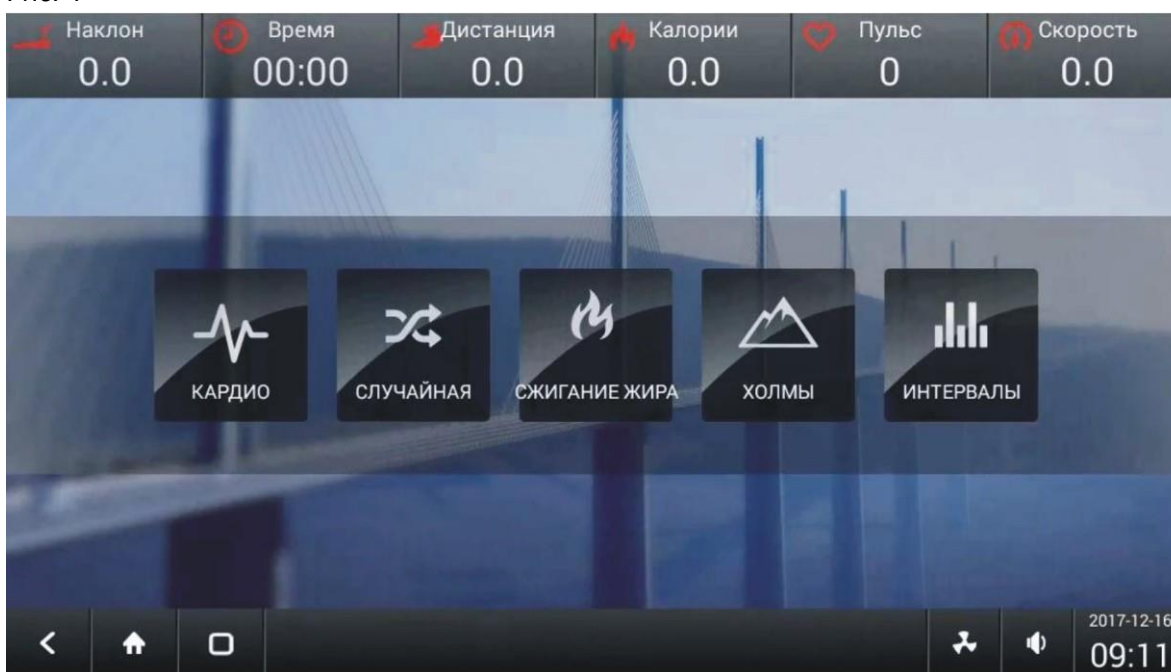 Наклон Время Дистанция Калории Пульс Скорость
0.0 00:00 0.0 0.0 0 0.0
КАРДИО СЛУЧАЙНАЯ СЖИГАНИЕ ЖИРА ХОЛМЫ ИНТЕРВАЛЫ
2017-12-16
09:11